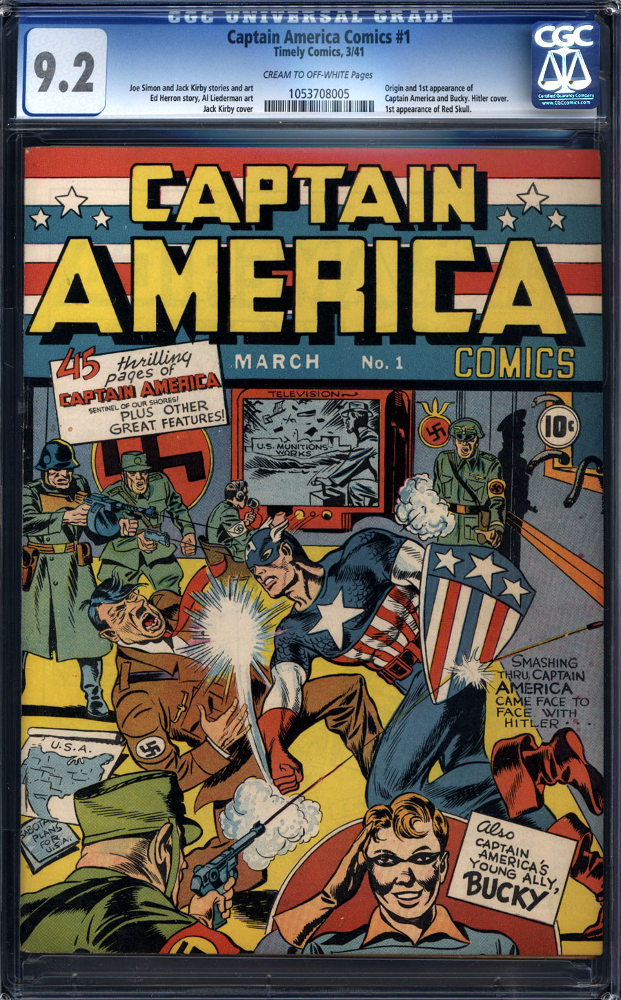 CGC UNIVERSAL GRADE
9.2
Captain America Comics #1
Timely Comics, 3/41
CREAM TO OFF-WHITE Pages
Joe Simon and Jack Kirby stories and art
Ed Herron story, Al Liederman art
Jack Kirby cover
1053708005
Origin and 1st appearance of
Captain America and Bucky. Hitler cover.
1st appearance of Red Skull.
CGC
Certified Guaranty Company
www.CGCcomics.com
CAPTAIN
AMERICA
COMICS
MARCH No. 1
45 thrilling
pages of
CAPTAIN AMERICA
SENTINEL OF OUR SHORES!
PLUS OTHER
GREAT FEATURES!
TELEVISION
U.S. MUNITIONS
WORKS
10¢
SMASHING
THRU, CAPTAIN
AMERICA
CAME FACE TO
FACE WITH
HITLER . . .
U.S.A.
SABOTAGE
PLANS
FOR
U.S.A.
Also
CAPTAIN
AMERICA'S
YOUNG ALLY,
BUCKY
CGC